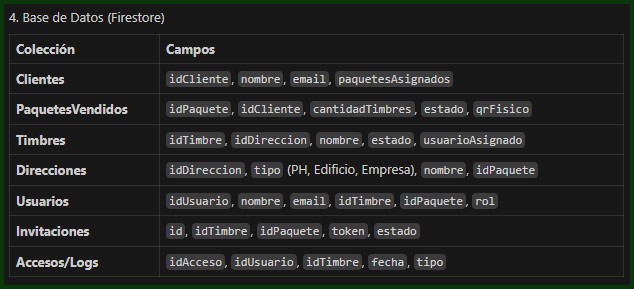 4. Base de Datos (Firestore)
Colección Campos
Clientes idCliente, nombre, email, paquetesAsignados
PaquetesVendidos idPaquete, idCliente, cantidadTimbres, estado, qrFisico
Timbres idTimbre, idDireccion, nombre, estado, usuarioAsignado
Direcciones idDireccion, tipo (PH, Edificio, Empresa), nombre, idPaquete
Usuarios idUsuario, nombre, email, idTimbre, idPaquete, rol
Invitaciones id, idTimbre, idPaquete, token, estado
Accesos/Logs idAcceso, idUsuario, idTimbre, fecha, tipo